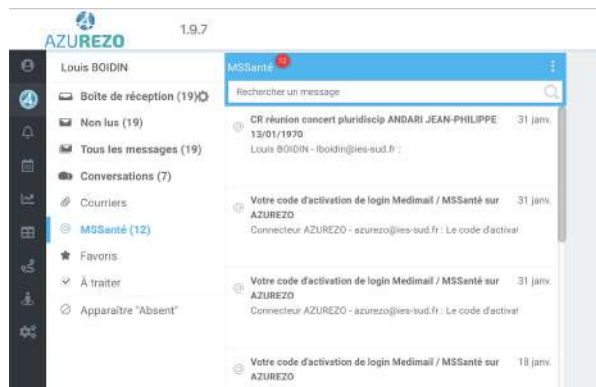 AZUREZO
1.9.7
Louis BOIDIN
Boîte de réception (19)
Non lus (19)
Tous les messages (19)
Conversations (7)
Courriers
MSSanté (12)
Favoris
À traiter
Apparaître "Absent"
MSSanté 12
Rechercher un message
CR réunion concert pluridiscip ANDARI JEAN-PHILIPPE 31 janv.
13/01/1970
Louis BOIDIN - lboidin@ies-sud.fr :
Votre code d'activation de login Medimail / MSSanté sur 31 janv.
AZUREZO
Connecteur AZUREZO - azurezo@ies-sud.fr : Le code d'activat
Votre code d'activation de login Medimail / MSSanté sur 31 janv.
AZUREZO
Connecteur AZUREZO - azurezo@ies-sud.fr : Le code d'activat
Votre code d'activation de login Medimail / MSSanté sur 18 janv.
AZUREZO